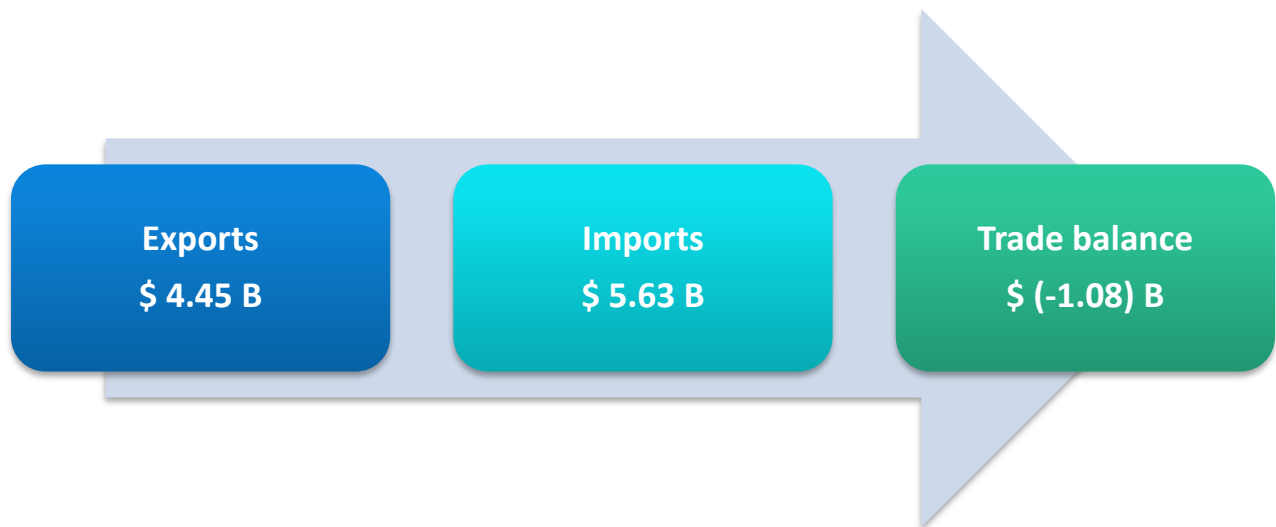 Exports
$ 4.45 B
Imports
$ 5.63 B
Trade balance
$ (-1.08) B